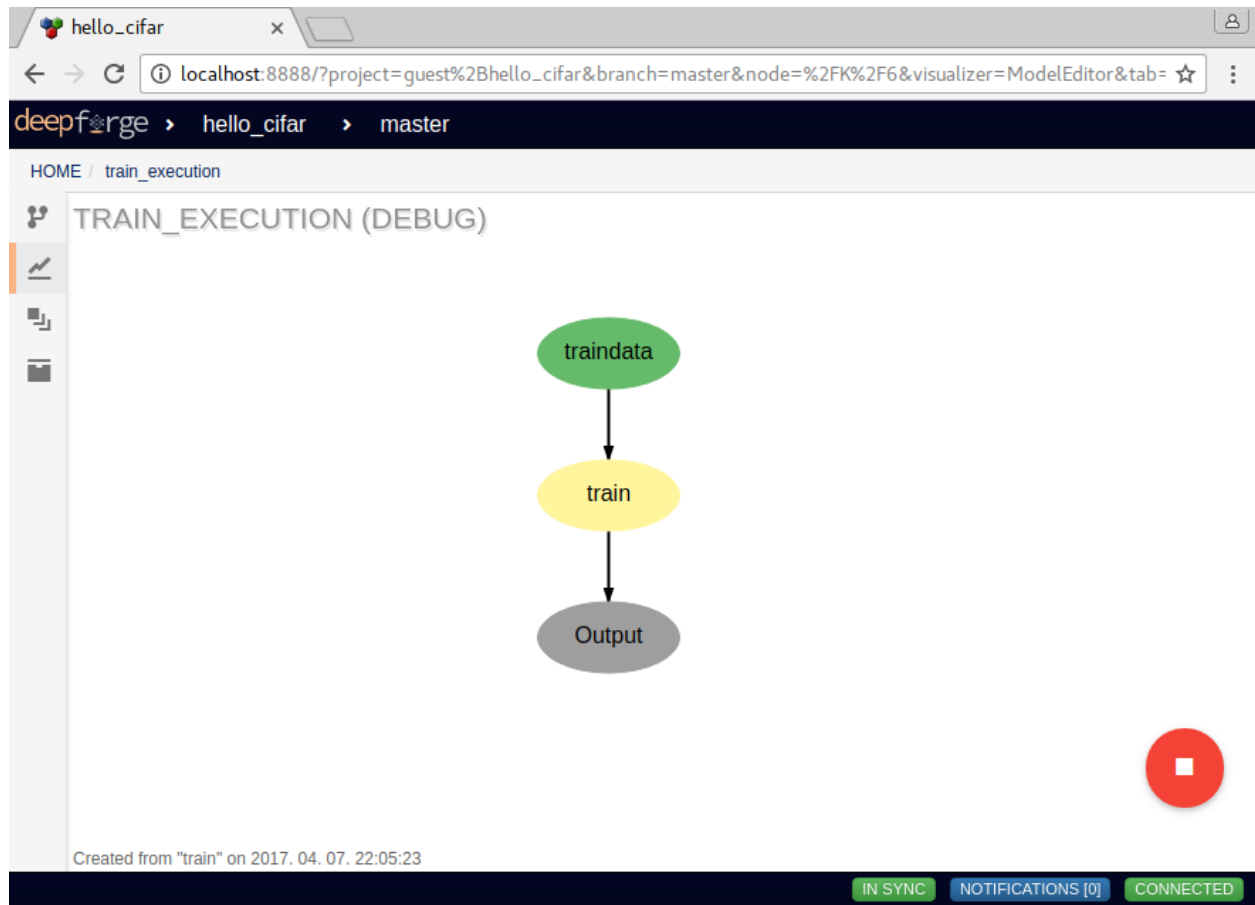 hello_cifar
localhost:8888/?project=guest%2Bhello_cifar&branch=master&node=%2FK%2F6&visualizer=ModelEditor&tab=
deepforge › hello_cifar › master
HOME / train_execution
TRAIN_EXECUTION (DEBUG)
traindata
train
Output
Created from "train" on 2017. 04. 07. 22:05:23
IN SYNC NOTIFICATIONS [0] CONNECTED